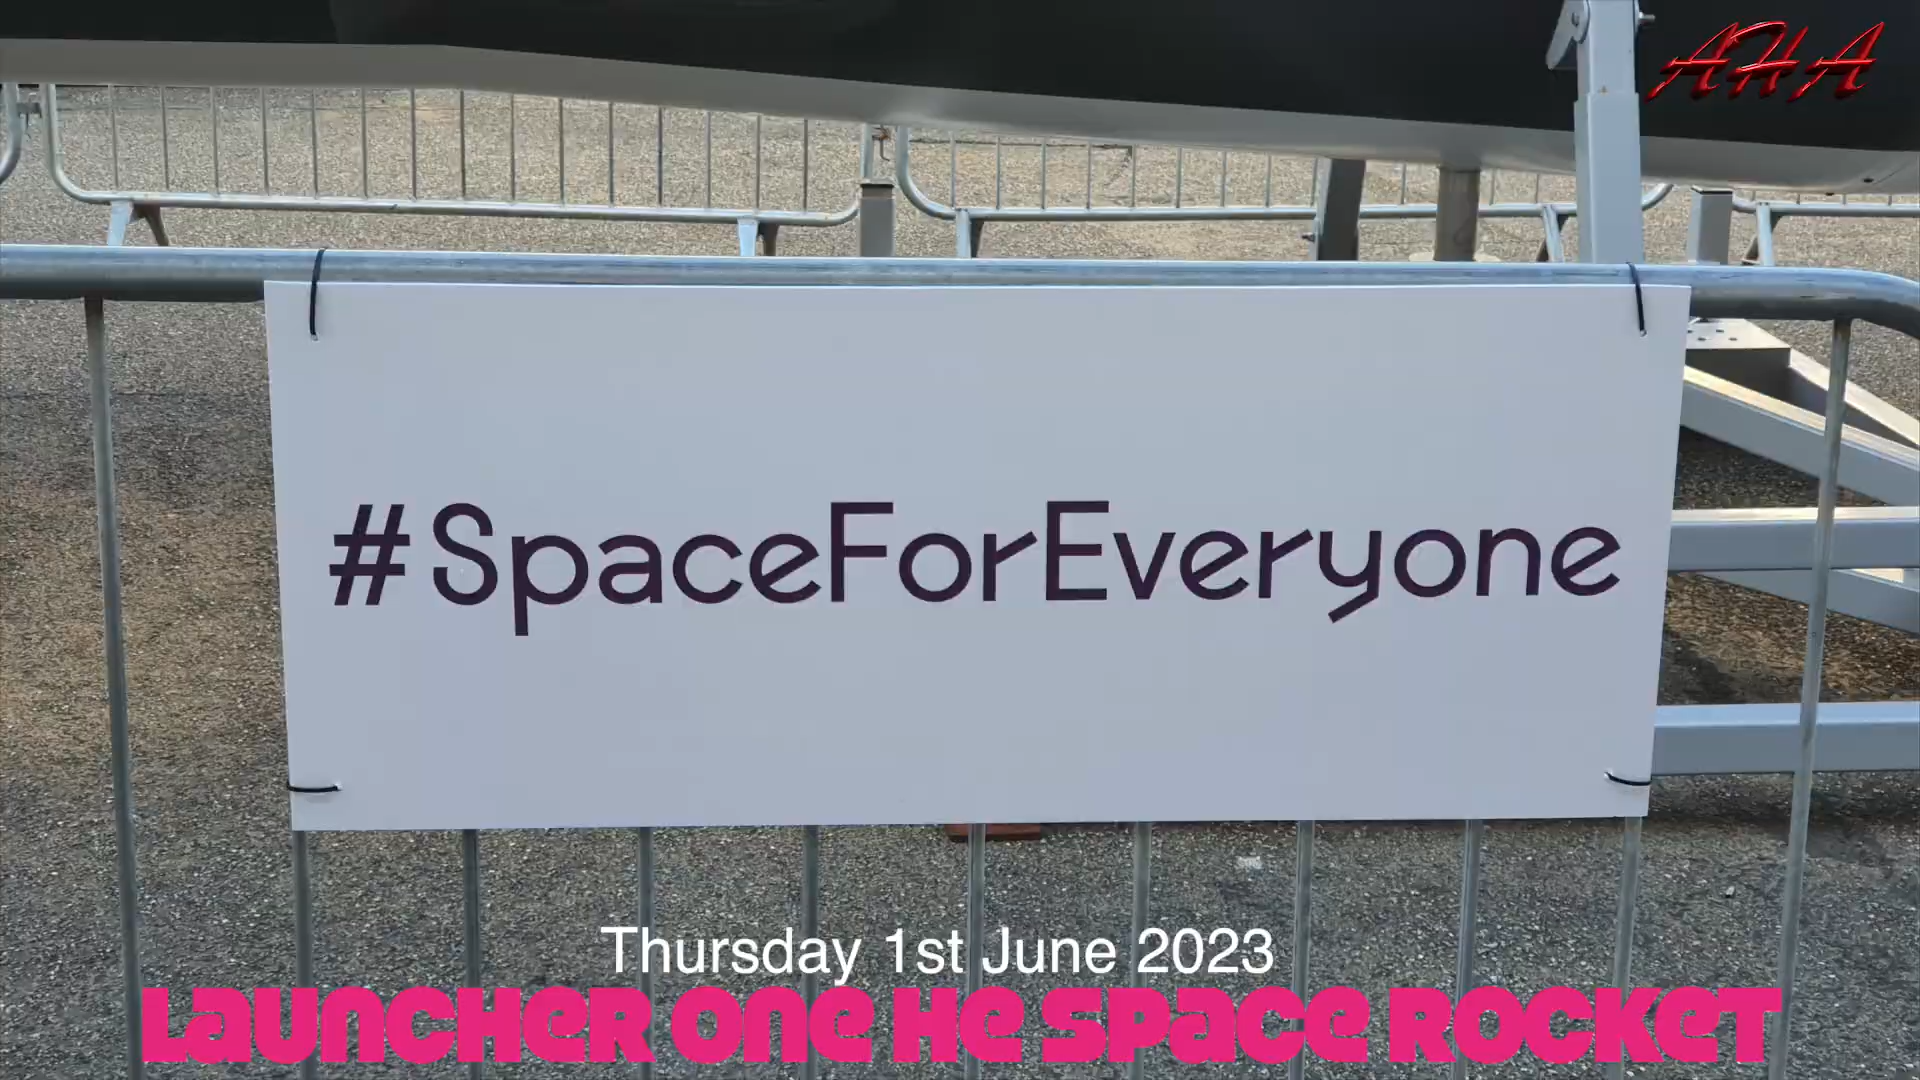 AHA
#SpaceForEveryone
Thursday 1st June 2023
LaUNCHeR ONe He SPaCe ROCKeT